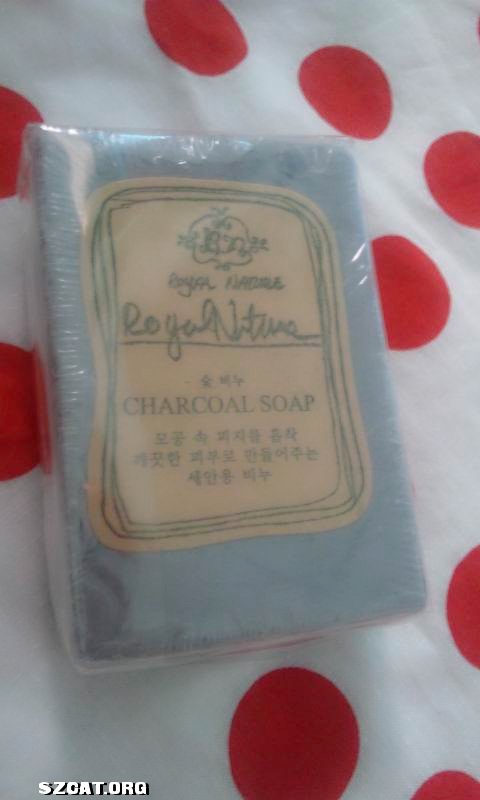 ROYAL NATURE
Royal Nature
숯 비누
CHARCOAL SOAP
모공 속 피지를 흡착
깨끗한 피부로 만들어주는
세안용 비누
SZCAT.ORG